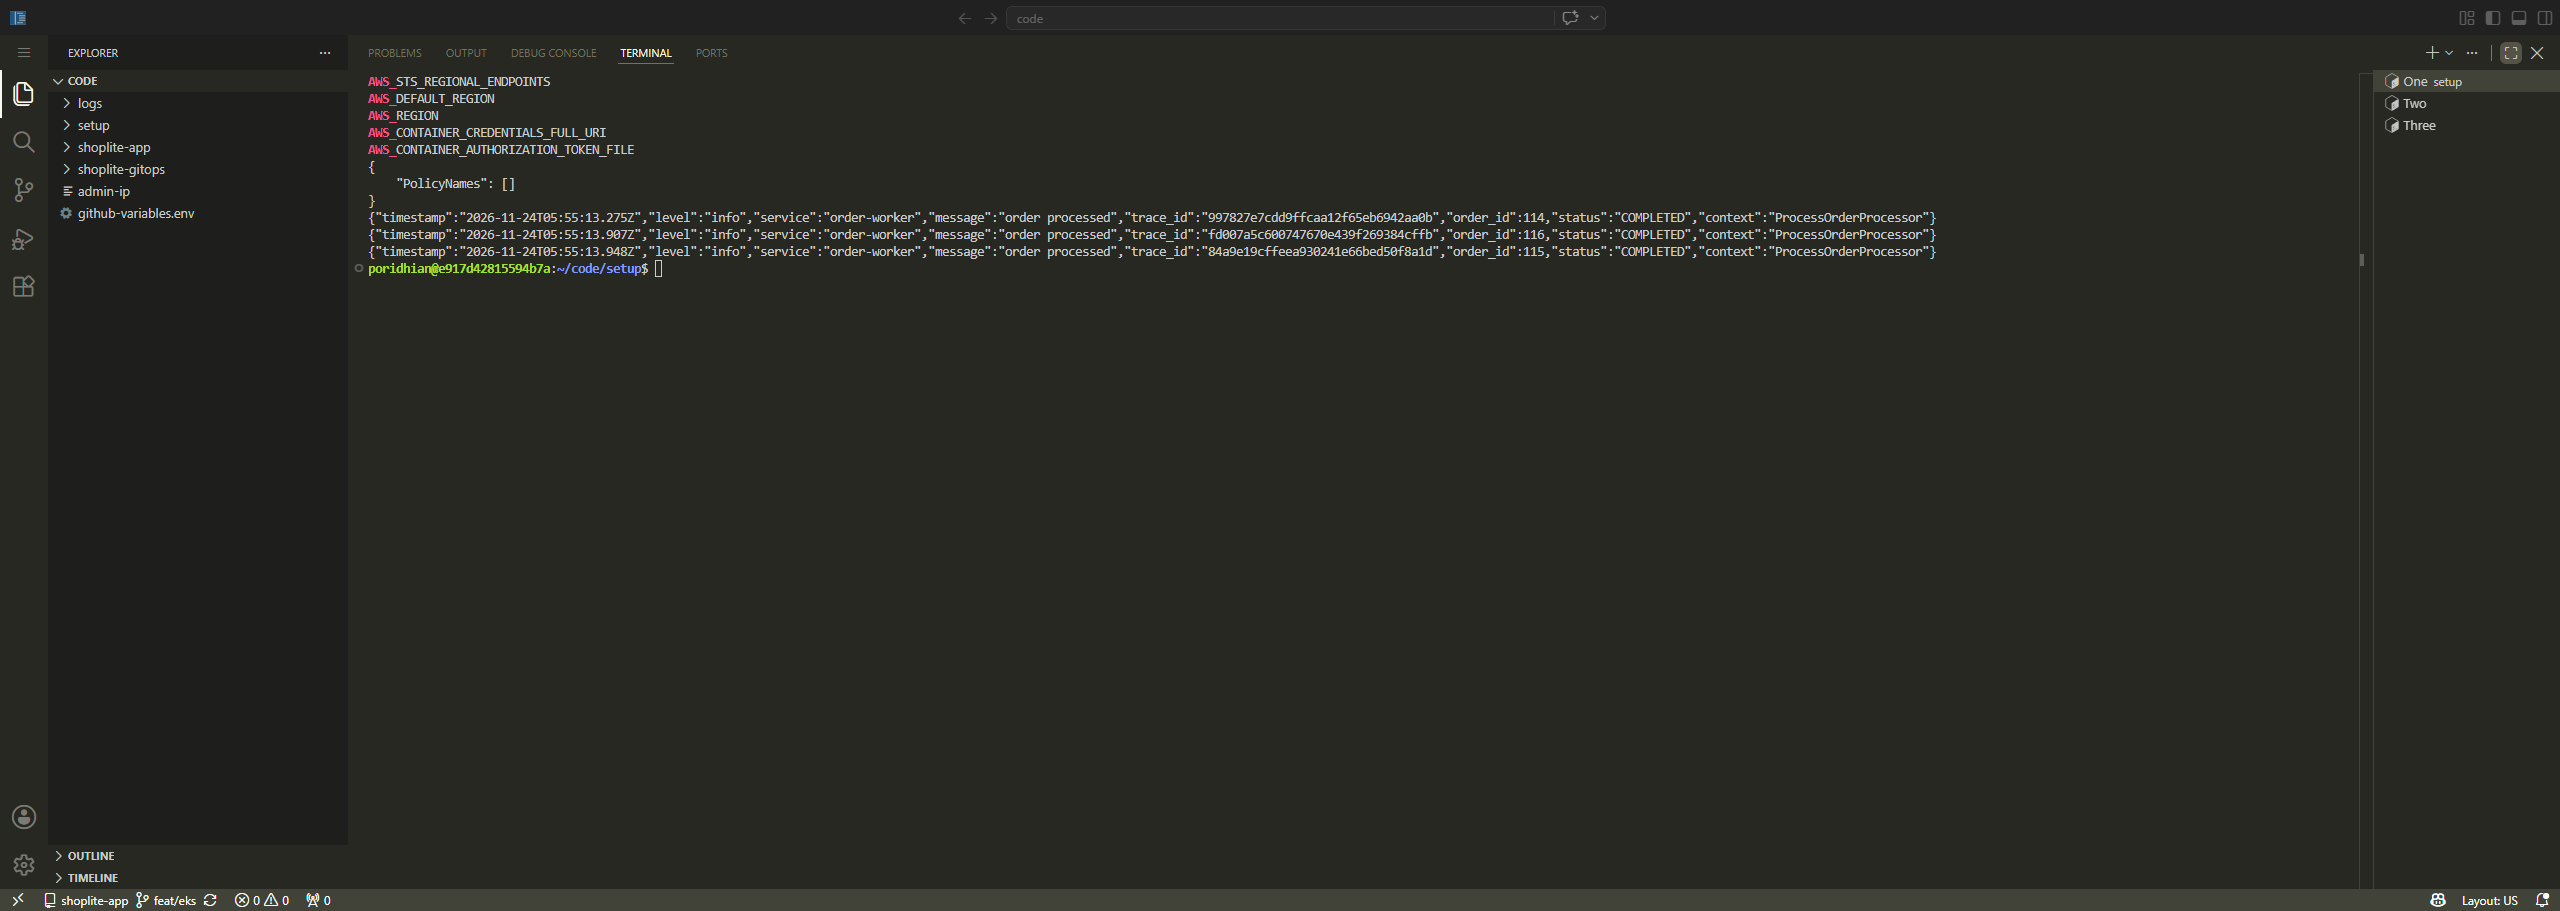 code
EXPLORER
CODE
logs
setup
shoplite-app
shoplite-gitops
admin-ip
github-variables.env
OUTLINE
TIMELINE
PROBLEMS OUTPUT DEBUG CONSOLE TERMINAL PORTS
AWS_STS_REGIONAL_ENDPOINTS
AWS_DEFAULT_REGION
AWS_REGION
AWS_CONTAINER_CREDENTIALS_FULL_URI
AWS_CONTAINER_AUTHORIZATION_TOKEN_FILE
{
    "PolicyNames": []
}
{"timestamp":"2026-11-24T05:55:13.275Z","level":"info","service":"order-worker","message":"order processed","trace_id":"997827e7cdd9ffcaa12f65eb6942aa0b","order_id":114,"status":"COMPLETED","context":"ProcessOrderProcessor"}
{"timestamp":"2026-11-24T05:55:13.907Z","level":"info","service":"order-worker","message":"order processed","trace_id":"fd007a5c600747670e439f269384cffb","order_id":116,"status":"COMPLETED","context":"ProcessOrderProcessor"}
{"timestamp":"2026-11-24T05:55:13.948Z","level":"info","service":"order-worker","message":"order processed","trace_id":"84a9e19cffeea930241e66bed50f8a1d","order_id":115,"status":"COMPLETED","context":"ProcessOrderProcessor"}
poridhian@e917d42815594b7a:~/code/setup$
One setup
Two
Three
shoplite-app feat/eks 0 0 0 Layout: US